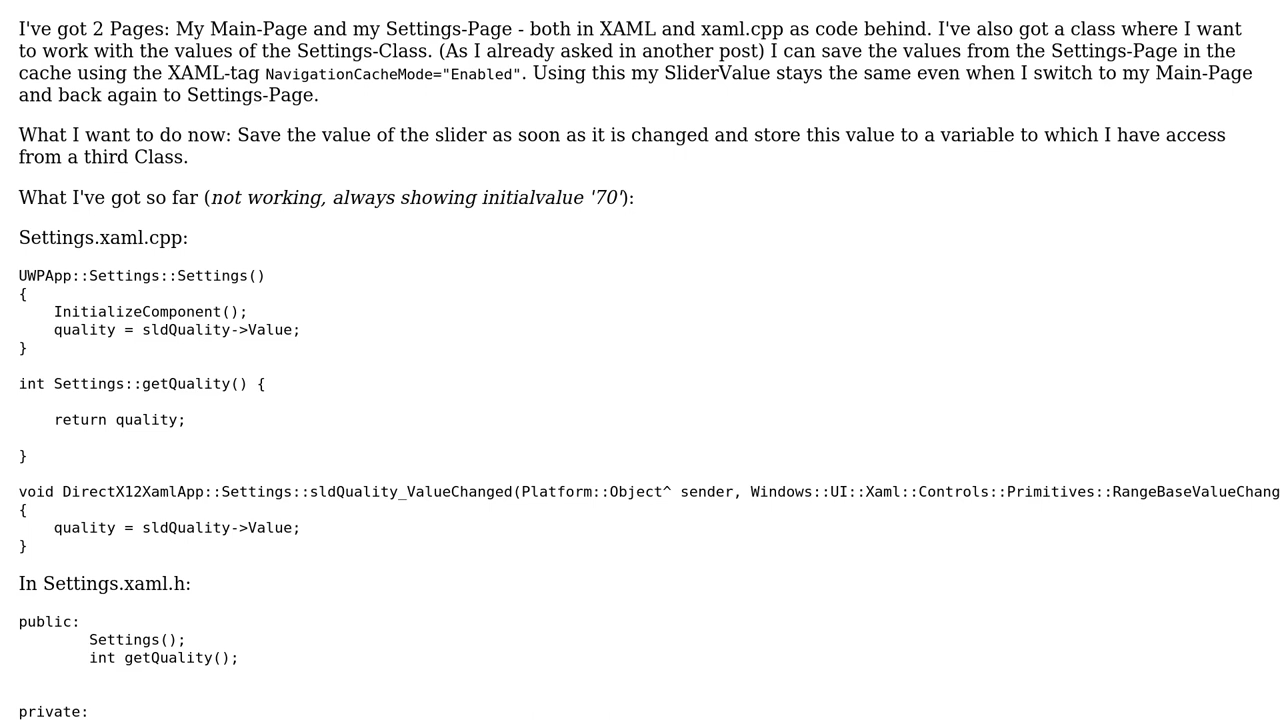 I've got 2 Pages: My Main-Page and my Settings-Page - both in XAML and xaml.cpp as code behind. I've also got a class where I want
to work with the values of the Settings-Class. (As I already asked in another post) I can save the values from the Settings-Page in the
cache using the XAML-tag NavigationCacheMode="Enabled". Using this my SliderValue stays the same even when I switch to my Main-Page
and back again to Settings-Page.
What I want to do now: Save the value of the slider as soon as it is changed and store this value to a variable to which I have access
from a third Class.
What I've got so far (not working, always showing initialvalue '70'):
Settings.xaml.cpp:
UWPApp::Settings::Settings()
{
    InitializeComponent();
    quality = sldQuality->Value;
}
int Settings::getQuality() {
    return quality;
}
void DirectX12XamlApp::Settings::sldQuality_ValueChanged(Platform::Object^ sender, Windows::UI::Xaml::Controls::Primitives::RangeBaseValueChang
{
    quality = sldQuality->Value;
}
In Settings.xaml.h:
public:
        Settings();
        int getQuality();
private: